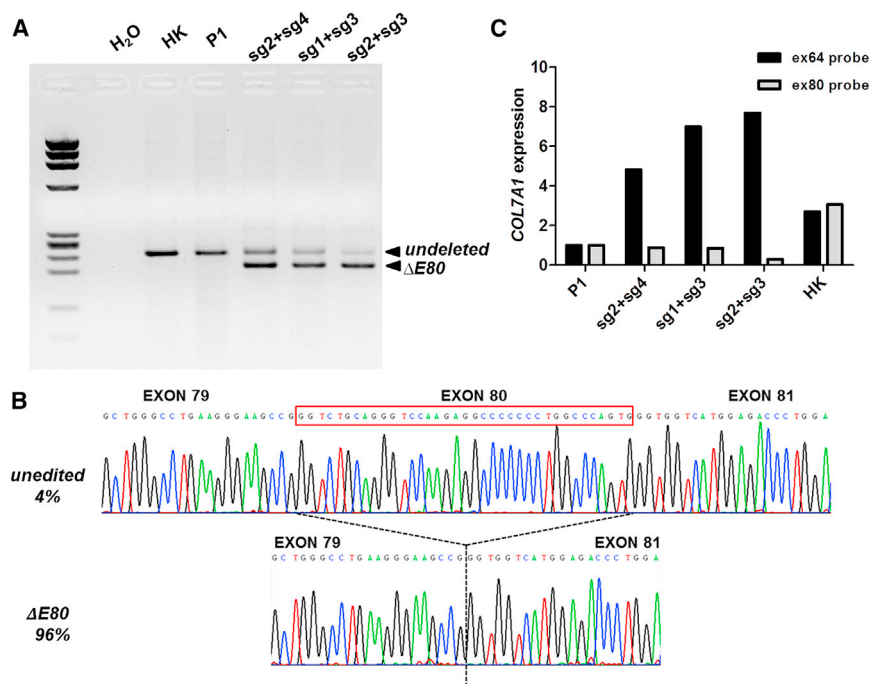 A
H₂O HK P1 sg2+sg4 sg1+sg3 sg2+sg3
undeleted
ΔE80
C
ex64 probe
ex80 probe
COL7A1 expression
10
8
6
4
2
0
P1 sg2+sg4 sg1+sg3 sg2+sg3 HK
B
EXON 79 EXON 80 EXON 81
GCTGGGCCTGAAGGGAAGCCGGGTCTGCAGGGTCCAAGAGGCCCCCCCTGGCCCAGTGGGTGGTCATGGAGACCCTGGA
unedited
4%
EXON 79 EXON 81
GCTGGGCCTGAAGGGAAGCCGGGTGGTCATGGAGACCCTGGA
ΔE80
96%